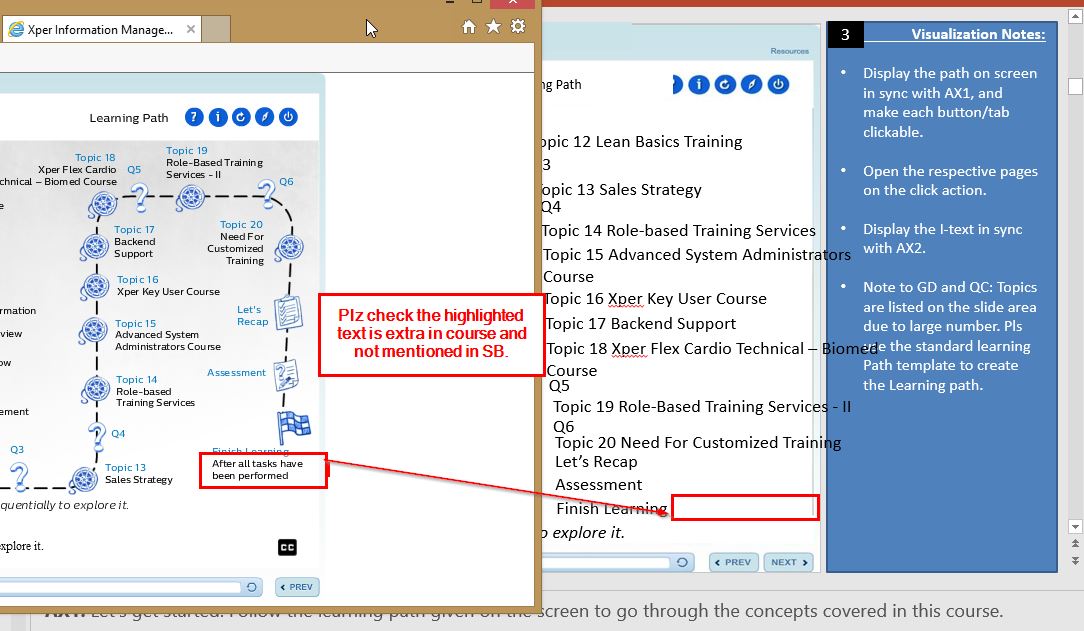 Xper Information Manage...
Learning Path
Topic 18
Xper Flex Cardio
chnical – Biomed Course
Q5
Topic 19
Role-Based Training
Services - II
Q6
Topic 17
Backend
Support
Topic 20
Need For
Customized
Training
Topic 16
Xper Key User Course
rmation
Let's
Recap
Topic 15
Advanced System
Administrators Course
view
ow
Assessment
Topic 14
Role-based
Training Services
ement
Q4
Q3
Finish Learning
After all tasks have
been performed
Topic 13
Sales Strategy
quentially to explore it.
xplore it.
CC
PREV
Plz check the highlighted
text is extra in course and
not mentioned in SB.
Resources
ng Path
opic 12 Lean Basics Training
3
opic 13 Sales Strategy
Q4
Topic 14 Role-based Training Services
Topic 15 Advanced System Administrators
Course
Topic 16 Xper Key User Course
Topic 17 Backend Support
Topic 18 Xper Flex Cardio Technical – Biomed
Course
Q5
Topic 19 Role-Based Training Services - II
Q6
Topic 20 Need For Customized Training
Let's Recap
Assessment
Finish Learning
o explore it.
PREV NEXT
3 Visualization Notes:
• Display the path on screen
in sync with AX1, and
make each button/tab
clickable.
• Open the respective pages
on the click action.
• Display the I-text in sync
with AX2.
• Note to GD and QC: Topics
are listed on the slide area
due to large number. Pls
use the standard learning
Path template to create
the Learning path.
AX1: Let's get started. Follow the learning path given on the screen to go through the concepts covered in this course.